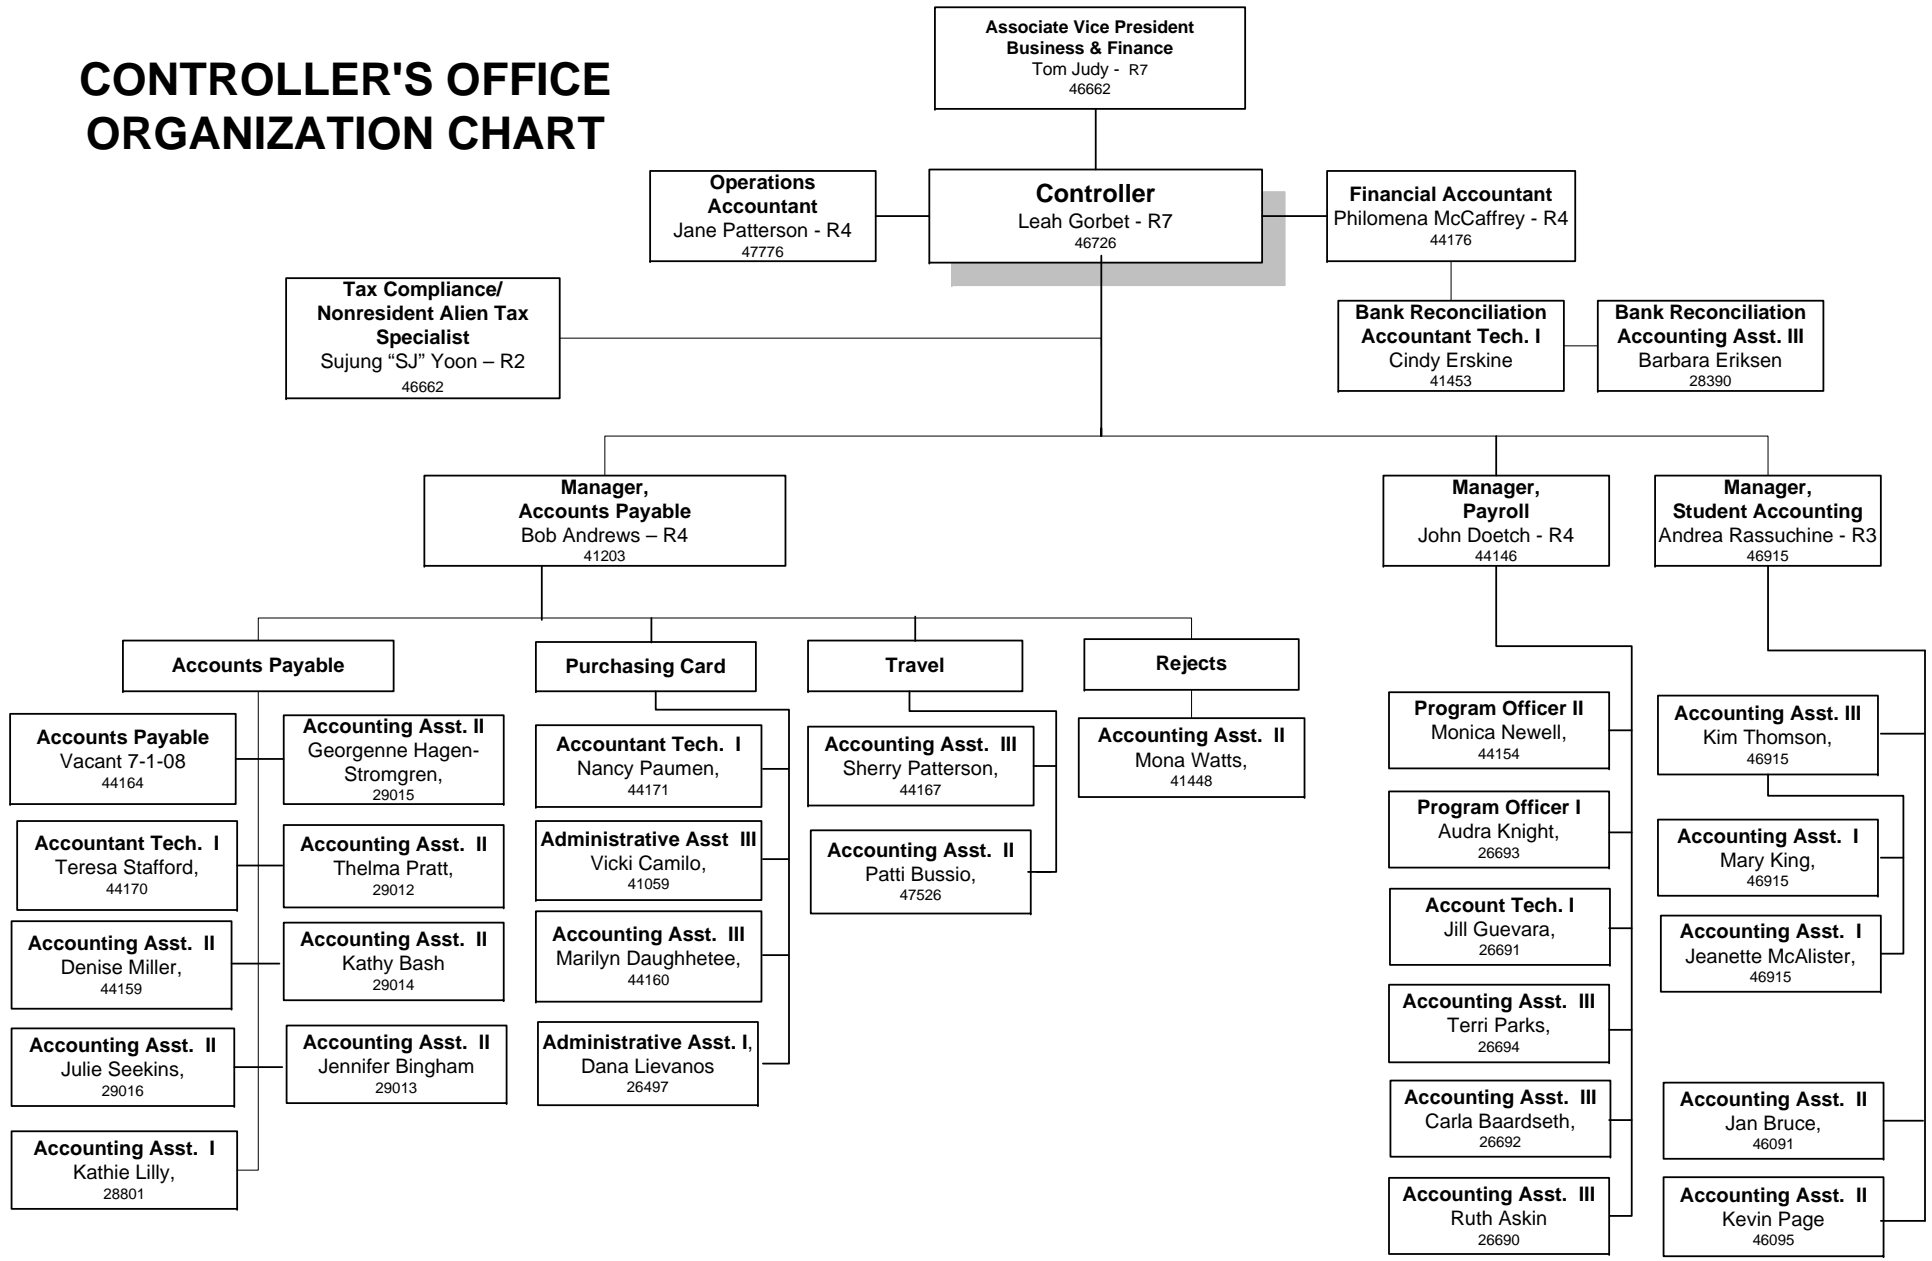 CONTROLLER'S OFFICE
ORGANIZATION CHART
Associate Vice President
Business & Finance
Tom Judy - R7
46662
Operations
Accountant
Jane Patterson - R4
47776
Controller
Leah Gorbet - R7
46726
Financial Accountant
Philomena McCaffrey - R4
44176
Tax Compliance/
Nonresident Alien Tax
Specialist
Sujung “SJ” Yoon – R2
46662
Bank Reconciliation
Accountant Tech. I
Cindy Erskine
41453
Bank Reconciliation
Accounting Asst. III
Barbara Eriksen
28390
Manager,
Accounts Payable
Bob Andrews – R4
41203
Manager,
Payroll
John Doetch - R4
44146
Manager,
Student Accounting
Andrea Rassuchine - R3
46915
Accounts Payable
Purchasing Card
Travel
Rejects
Accounts Payable
Vacant 7-1-08
44164
Accounting Asst. II
Georgenne Hagen-
Stromgren,
29015
Accountant Tech. I
Teresa Stafford,
44170
Accounting Asst. II
Thelma Pratt,
29012
Accounting Asst. II
Denise Miller,
44159
Accounting Asst. II
Kathy Bash
29014
Accounting Asst. II
Julie Seekins,
29016
Accounting Asst. II
Jennifer Bingham
29013
Accounting Asst. I
Kathie Lilly,
28801
Accountant Tech. I
Nancy Paumen,
44171
Administrative Asst III
Vicki Camilo,
41059
Accounting Asst. III
Marilyn Daughhetee,
44160
Administrative Asst. I,
Dana Lievanos
26497
Accounting Asst. III
Sherry Patterson,
44167
Accounting Asst. II
Patti Bussio,
47526
Accounting Asst. II
Mona Watts,
41448
Program Officer II
Monica Newell,
44154
Program Officer I
Audra Knight,
26693
Account Tech. I
Jill Guevara,
26691
Accounting Asst. III
Terri Parks,
26694
Accounting Asst. III
Carla Baardseth,
26692
Accounting Asst. III
Ruth Askin
26690
Accounting Asst. III
Kim Thomson,
46915
Accounting Asst. I
Mary King,
46915
Accounting Asst. I
Jeanette McAlister,
46915
Accounting Asst. II
Jan Bruce,
46091
Accounting Asst. II
Kevin Page
46095